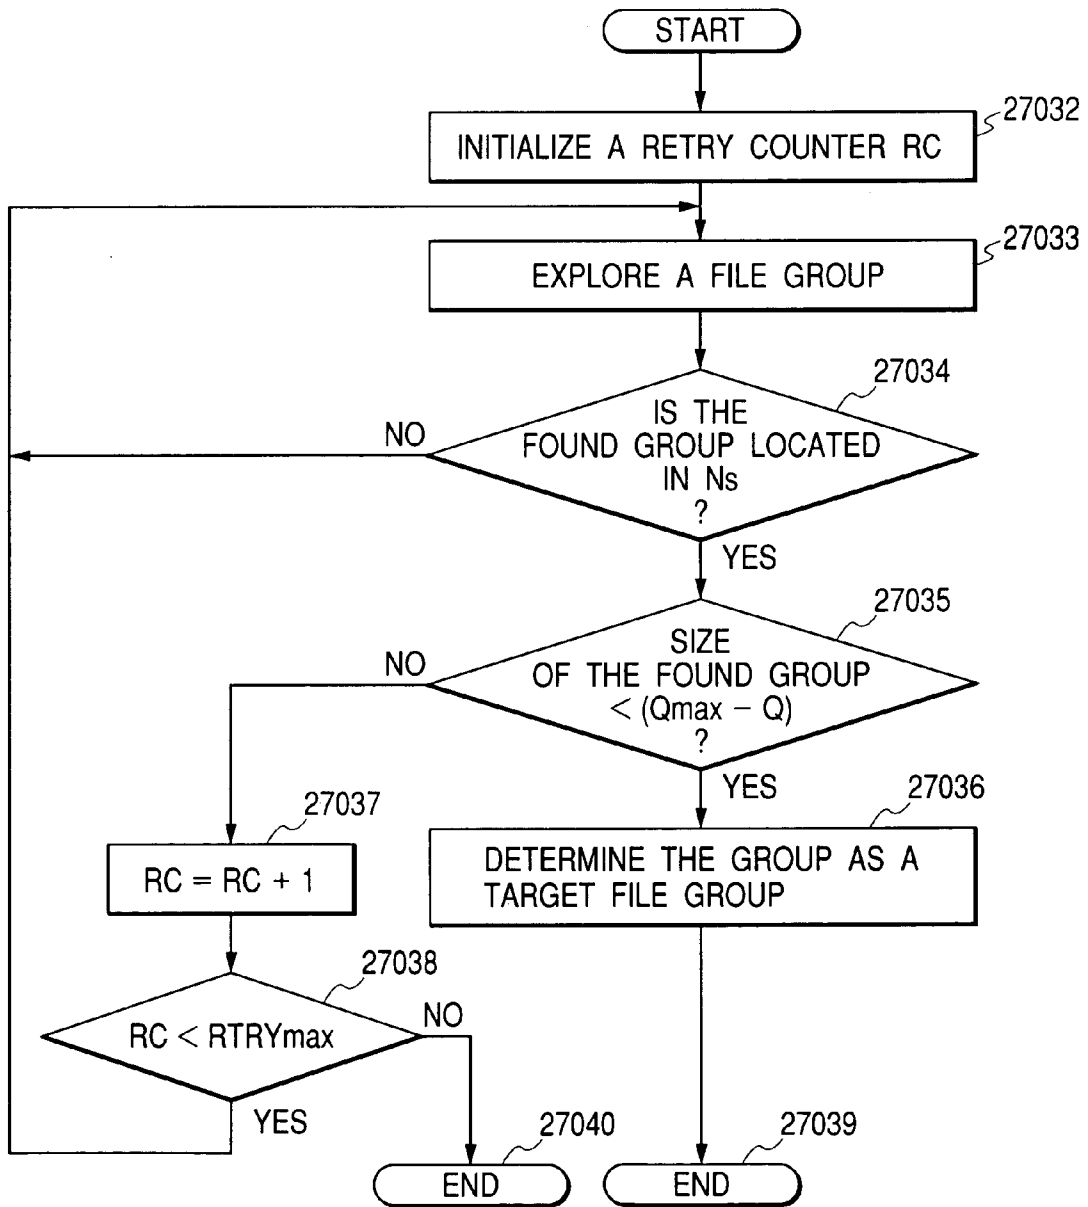 START
27032
INITIALIZE A RETRY COUNTER RC
27033
EXPLORE A FILE GROUP
27034
IS THE
FOUND GROUP LOCATED
IN Ns
?
NO
YES
27035
SIZE
OF THE FOUND GROUP
< (Qmax – Q)
?
NO
YES
27036
DETERMINE THE GROUP AS A
TARGET FILE GROUP
27037
RC = RC + 1
27038
RC < RTRYmax
NO
YES
27040
END
27039
END